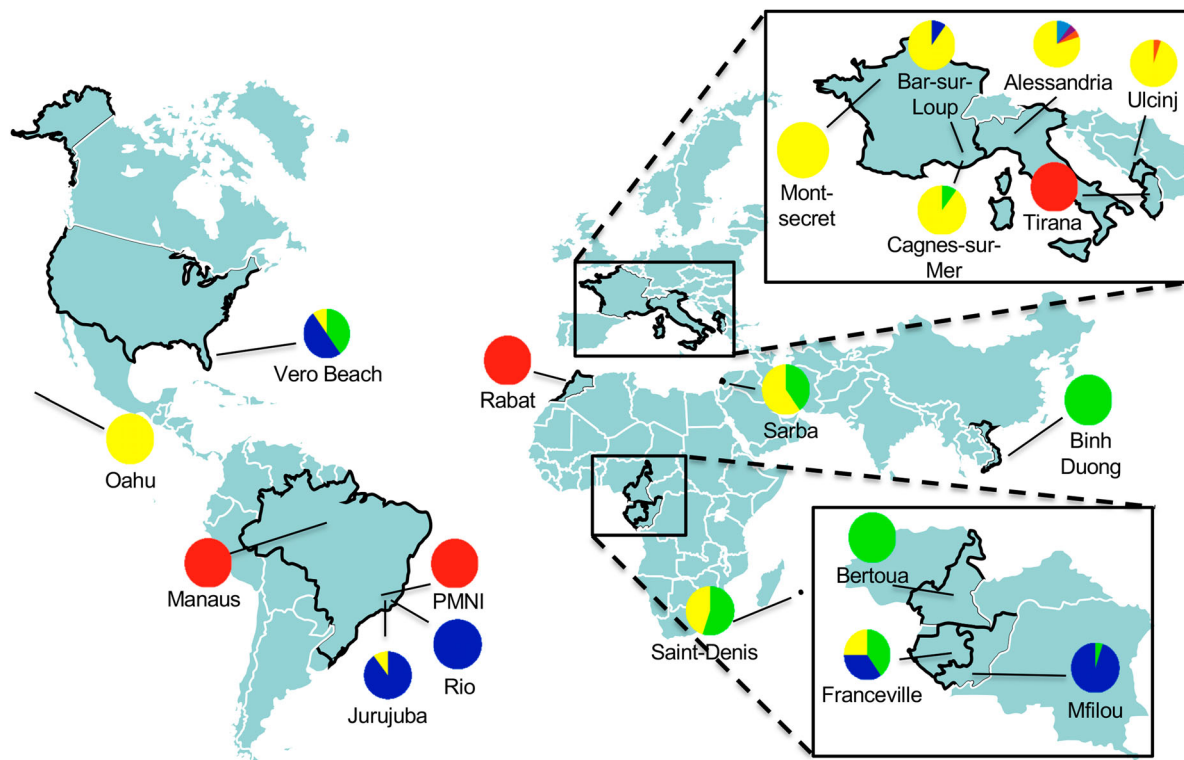 Bar-sur-
Loup
Alessandria
Ulcinj
Mont-
secret
Cagnes-sur-
Mer
Tirana
Vero Beach
Oahu
Rabat
Sarba
Binh
Duong
Manaus
PMNI
Rio
Jurujuba
Saint-Denis
Bertoua
Franceville
Mfilou